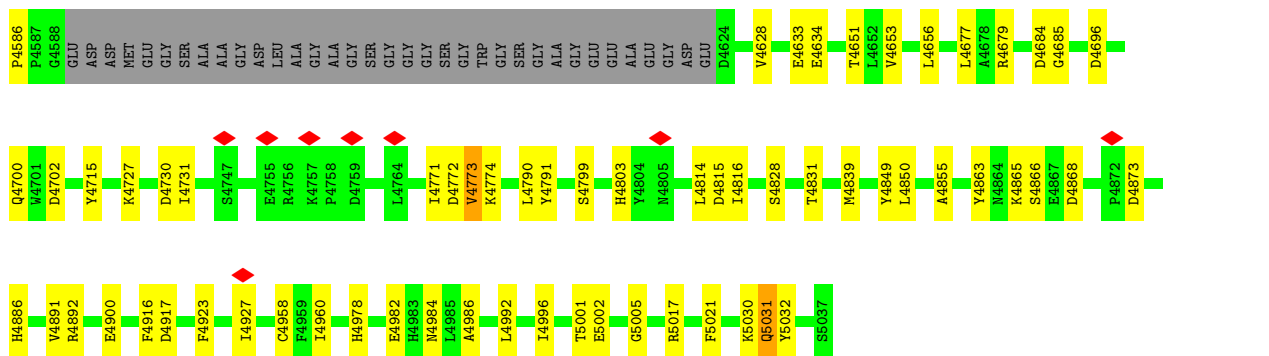 P4586 P4587 G4588 GLU ASP ASP MET GLU GLY SER ALA ALA GLY ASP LEU ALA GLY ALA GLY SER GLY GLY GLY SER GLY TRP GLY SER GLY ALA GLY GLU GLU ALA GLU GLY ASP GLU D4624 V4628 E4633 E4634 T4651 L4652 V4653 L4656 L4677 A4678 R4679 D4684 G4685 D4696
Q4700 W4701 D4702 Y4715 K4727 D4730 I4731 S4747 E4755 R4756 K4757 P4758 D4759 L4764 I4771 D4772 V4773 K4774 L4790 Y4791 S4799 H4803 Y4804 N4805 L4814 D4815 I4816 S4828 T4831 M4839 Y4849 L4850 A4855 Y4863 N4864 K4865 S4866 E4867 D4868 P4872 D4873
H4886 V4891 R4892 E4900 F4916 D4917 F4923 I4927 C4958 F4959 I4960 H4978 E4982 H4983 N4984 L4985 A4986 L4992 I4996 T5001 E5002 G5005 R5017 F5021 K5030 Q5031 Y5032 S5037